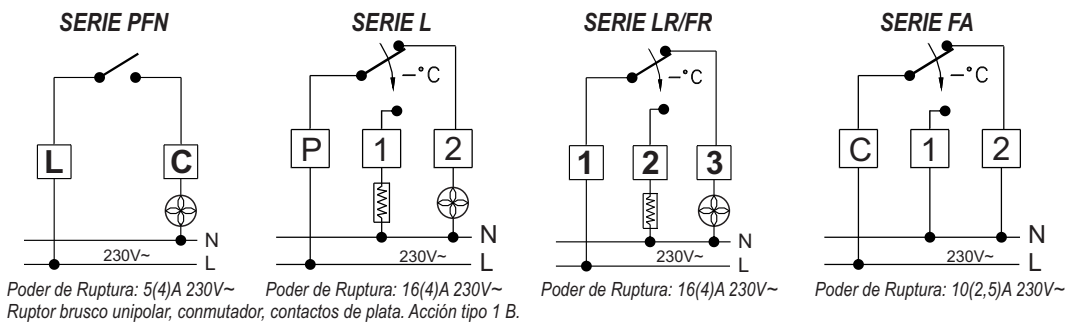 SERIE PFN
L
C
N
230V~
L
Poder de Ruptura: 5(4)A 230V~
SERIE L
–°C
P
1
2
N
230V~
L
Poder de Ruptura: 16(4)A 230V~
SERIE LR/FR
–°C
1
2
3
N
230V~
L
Poder de Ruptura: 16(4)A 230V~
SERIE FA
–°C
C
1
2
N
230V~
L
Poder de Ruptura: 10(2,5)A 230V~
Ruptor brusco unipolar, conmutador, contactos de plata. Acción tipo 1 B.